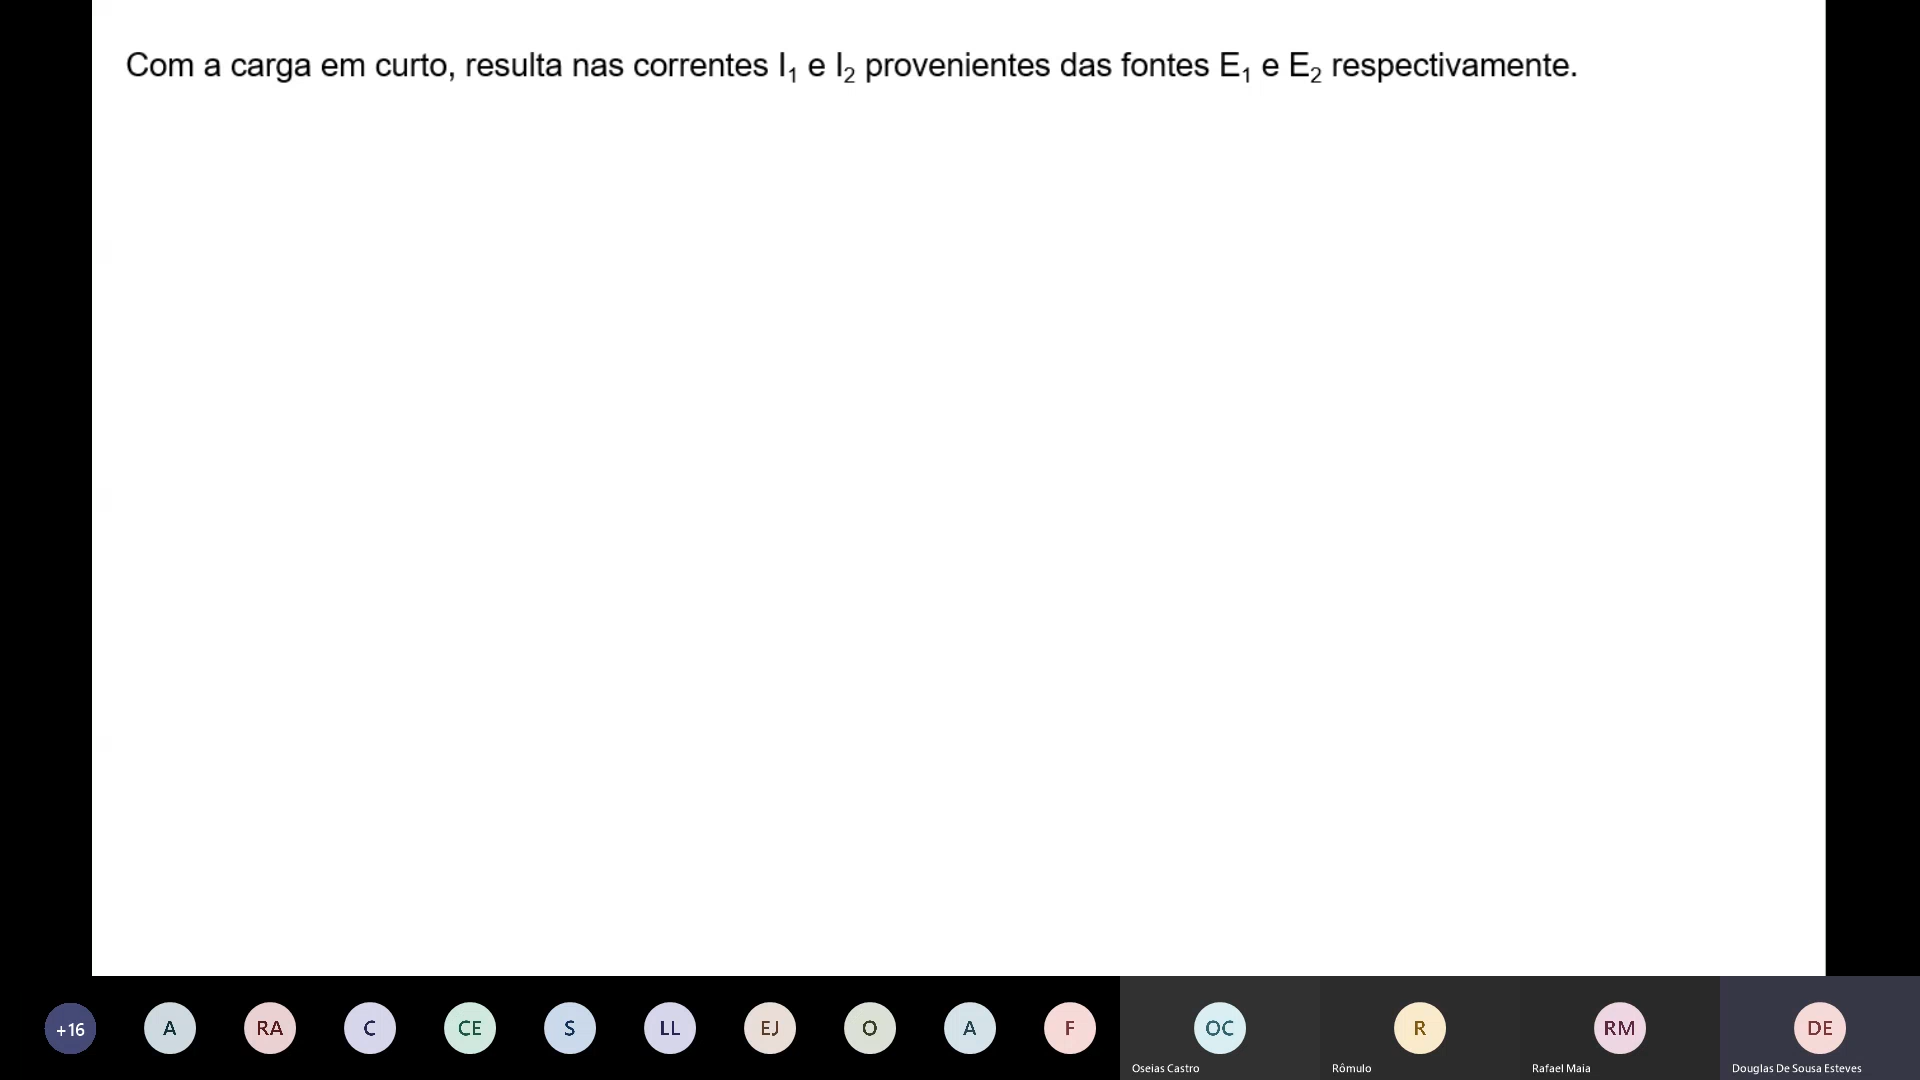 Com a carga em curto, resulta nas correntes I₁ e I₂ provenientes das fontes E₁ e E₂ respectivamente.
+16
A
RA
C
CE
S
LL
EJ
O
A
F
OC
R
RM
DE
Oseias Castro
Rômulo
Rafael Maia
Douglas De Sousa Esteves